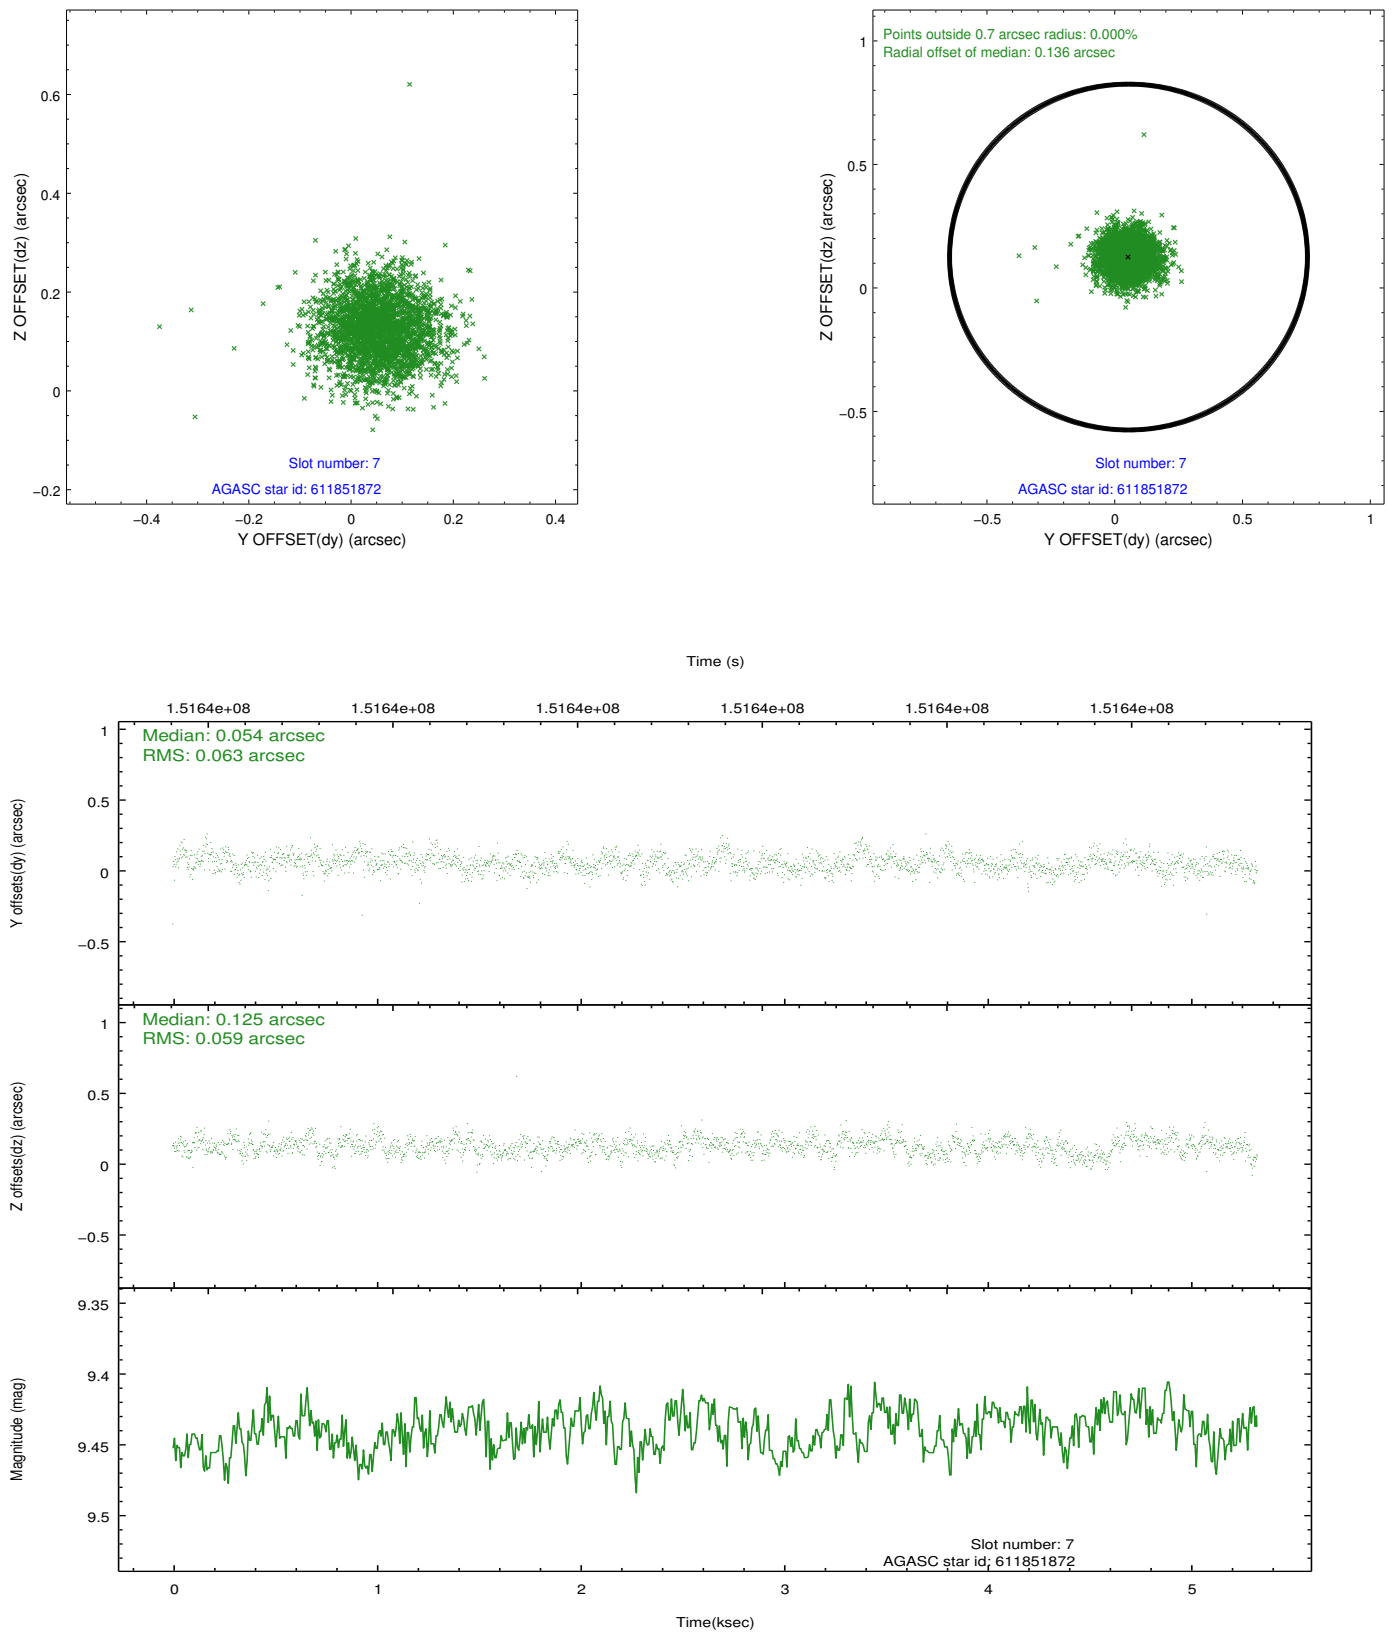 0.6
0.4
0.2
0
−0.2
−0.4
−0.2
0
0.2
0.4
Z OFFSET(dz) (arcsec)
Y OFFSET(dy) (arcsec)
Slot number: 7
AGASC star id: 611851872
Points outside 0.7 arcsec radius: 0.000%
Radial offset of median: 0.136 arcsec
1
0.5
0
−0.5
−0.5
0
0.5
1
Z OFFSET(dz) (arcsec)
Y OFFSET(dy) (arcsec)
Slot number: 7
AGASC star id: 611851872
Time (s)
1.5164e+08 1.5164e+08 1.5164e+08 1.5164e+08 1.5164e+08 1.5164e+08
Median: 0.054 arcsec
RMS: 0.063 arcsec
1
0.5
0
−0.5
Y offsets(dy) (arcsec)
Median: 0.125 arcsec
RMS: 0.059 arcsec
1
0.5
0
−0.5
Z offsets(dz) (arcsec)
9.35
9.4
9.45
9.5
Magnitude (mag)
Slot number: 7
AGASC star id: 611851872
0 1 2 3 4 5
Time(ksec)